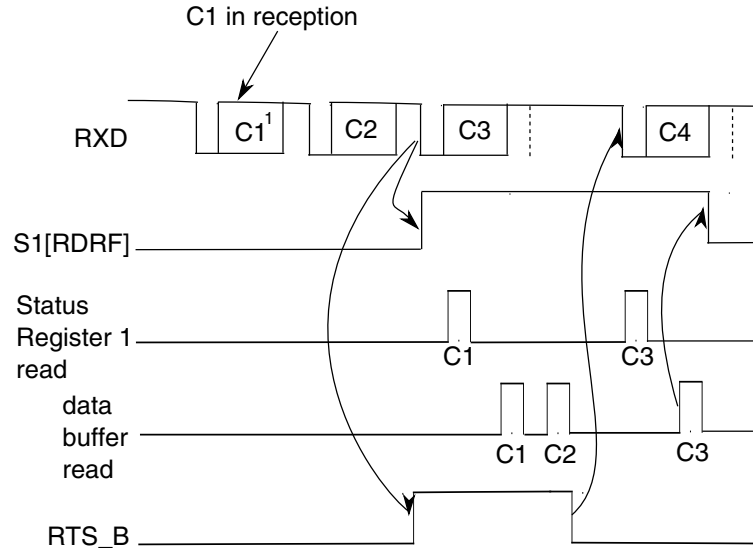 C1 in reception
RXD
C1 1
C2
C3
C4
S1[RDRF]
Status
Register 1
read
C1
C3
data
buffer
read
C1
C2
C3
RTS_B